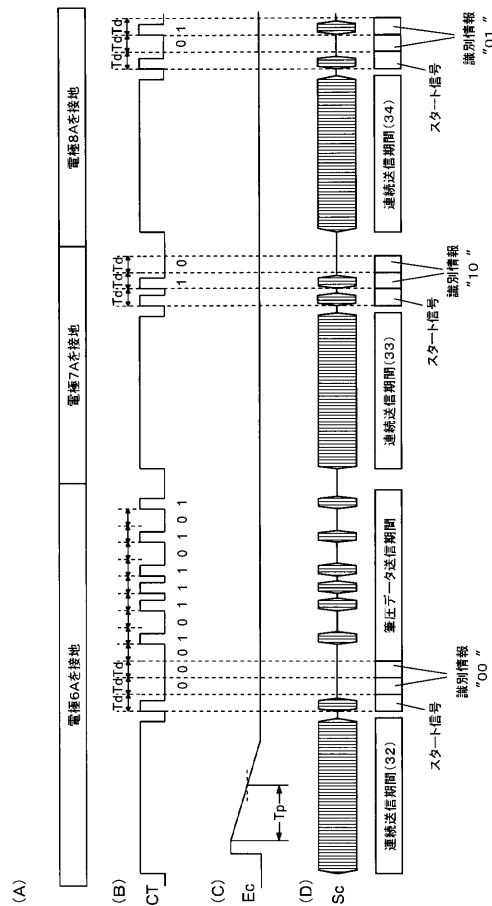 (A)
電極6Aを接地 電極7Aを接地 電極8Aを接地
(B)
CT
Td Td Td
0 0 0 1 0 1 1 1 0 1 0 1
Td Td Td
1 0
Td Td Td
0 1
(C)
Ec
Tp
(D)
Sc
連続送信期間(32) 筆圧データ送信期間 連続送信期間(33) 連続送信期間(34)
スタート信号
識別情報
"00"
スタート信号
識別情報
"10"
スタート信号
識別情報
"01"